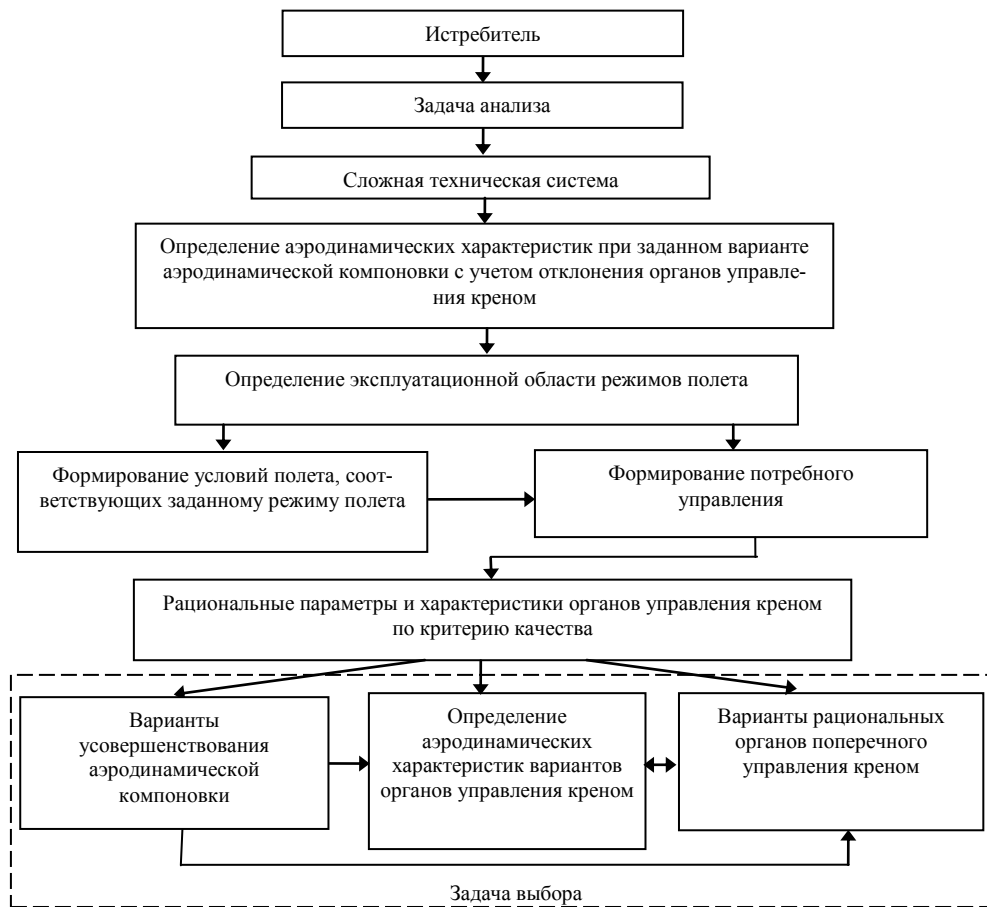 Истребитель
Задача анализа
Сложная техническая система
Определение аэродинамических характеристик при заданном варианте
аэродинамической компоновки с учетом отклонения органов управле-
ния креном
Определение эксплуатационной области режимов полета
Формирование условий полета, соот-
ветствующих заданному режиму полета
Формирование потребного
управления
Рациональные параметры и характеристики органов управления креном
по критерию качества
Варианты
усовершенствования
аэродинамической
компоновки
Определение
аэродинамических
характеристик вариантов
органов управления креном
Варианты рациональных
органов поперечного
управления креном
Задача выбора